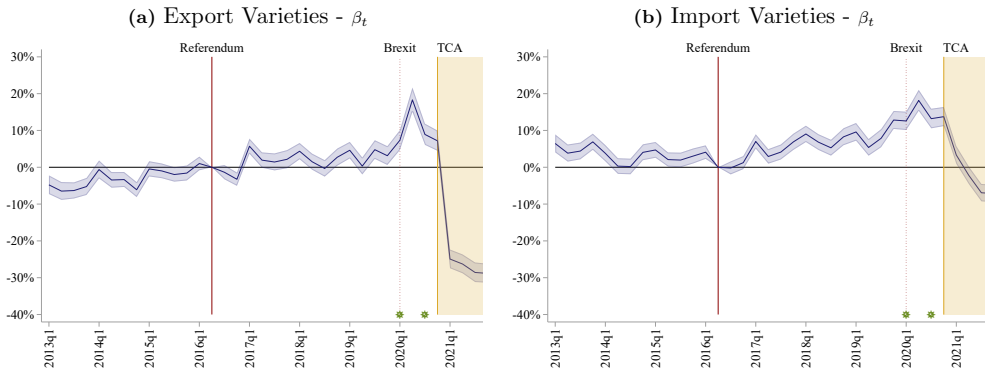 (a) Export Varieties - βt
Referendum
Brexit
TCA
30%
20%
10%
0%
-10%
-20%
-30%
-40%
2013q1
2014q1
2015q1
2016q1
2017q1
2018q1
2019q1
2020q1
2021q1
(b) Import Varieties - βt
Referendum
Brexit
TCA
30%
20%
10%
0%
-10%
-20%
-30%
-40%
2013q1
2014q1
2015q1
2016q1
2017q1
2018q1
2019q1
2020q1
2021q1